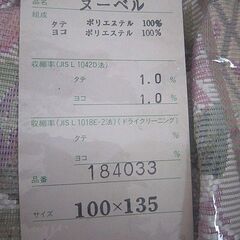 品名 ヌーベル
組成
タテ ポリエステル 100%
ヨコ ポリエステル 100%
収縮率(JIS L 1042D法)
タテ 1.0 %
ヨコ 1.0 %
収縮率(JIS L 1018E-2法)(ドライクリーニング)
タテ %
ヨコ %
品番 184033
サイズ 100×135